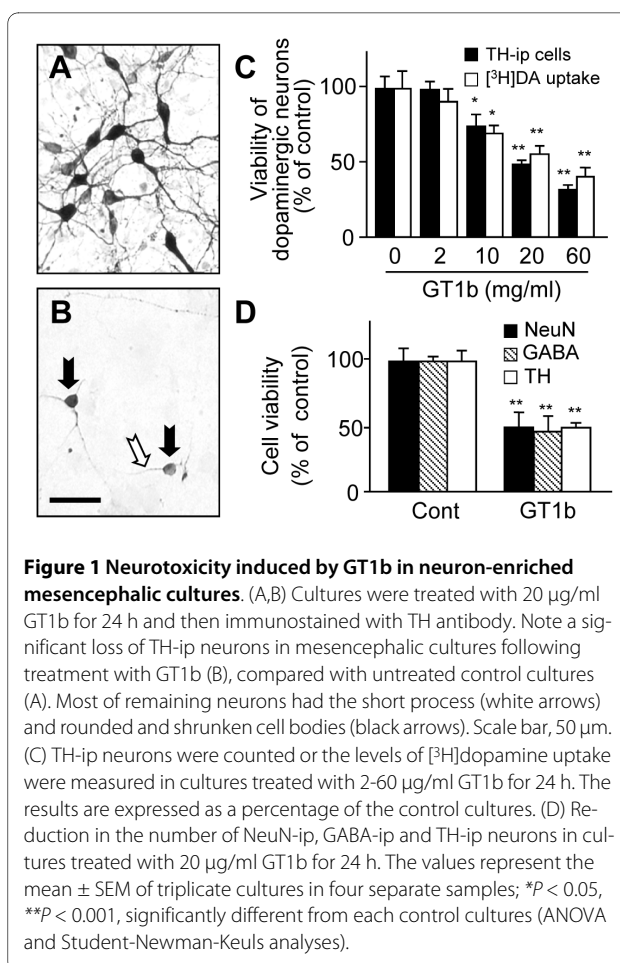 A
B
C
TH-ip cells
[³H]DA uptake
Viability of
dopaminergic neurons
(% of control)
100
50
0
* *
** **
** **
0 2 10 20 60
GT1b (mg/ml)
D
NeuN
GABA
TH
Cell viability
(% of control)
100
50
0
** ** **
Cont GT1b
Figure 1 Neurotoxicity induced by GT1b in neuron-enriched
mesencephalic cultures. (A,B) Cultures were treated with 20 μg/ml
GT1b for 24 h and then immunostained with TH antibody. Note a sig-
nificant loss of TH-ip neurons in mesencephalic cultures following
treatment with GT1b (B), compared with untreated control cultures
(A). Most of remaining neurons had the short process (white arrows)
and rounded and shrunken cell bodies (black arrows). Scale bar, 50 μm.
(C) TH-ip neurons were counted or the levels of [³H]dopamine uptake
were measured in cultures treated with 2-60 μg/ml GT1b for 24 h. The
results are expressed as a percentage of the control cultures. (D) Re-
duction in the number of NeuN-ip, GABA-ip and TH-ip neurons in cul-
tures treated with 20 μg/ml GT1b for 24 h. The values represent the
mean ± SEM of triplicate cultures in four separate samples; *P < 0.05,
**P < 0.001, significantly different from each control cultures (ANOVA
and Student-Newman-Keuls analyses).